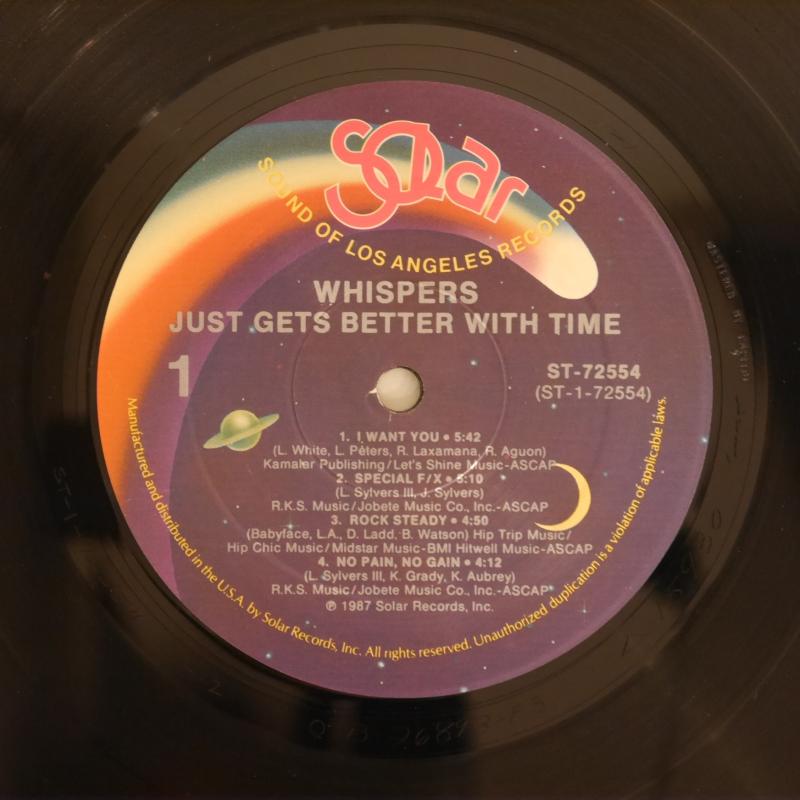 Solar
SOUND OF LOS ANGELES RECORDS
WHISPERS
JUST GETS BETTER WITH TIME
1
ST-72554
(ST-1-72554)
1. I WANT YOU • 5:42
(L. White, L. Peters, R. Laxamana, R. Aguon)
Kamalar Publishing/Let's Shine Music-ASCAP
2. SPECIAL F/X • 5:10
(L. Sylvers III, J. Sylvers)
R.K.S. Music/Jobete Music Co., Inc.-ASCAP
3. ROCK STEADY • 4:50
(Babyface, L.A., D. Ladd, B. Watson) Hip Trip Music/
Hip Chic Music/Midstar Music-BMI Hitwell Music-ASCAP
4. NO PAIN, NO GAIN • 4:12
(L. Sylvers III, K. Grady, K. Aubrey)
R.K.S. Music/Jobete Music Co., Inc.-ASCAP
℗ 1987 Solar Records, Inc.
Manufactured and distributed in the U.S.A. by Solar Records, Inc. All rights reserved. Unauthorized duplication is a violation of applicable laws.